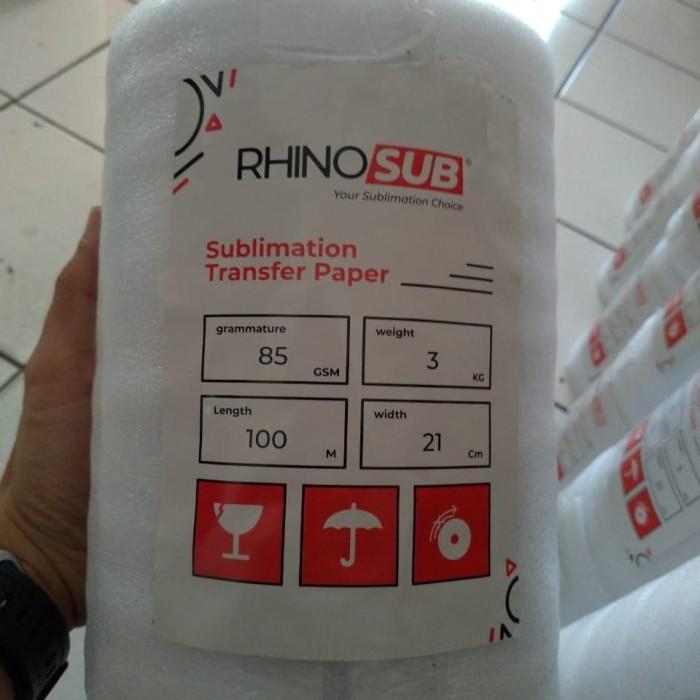 RHINOSUB®
Your Sublimation Choice
Sublimation
Transfer Paper
grammature
85
GSM
weight
3
KG
Length
100
M
width
21
Cm